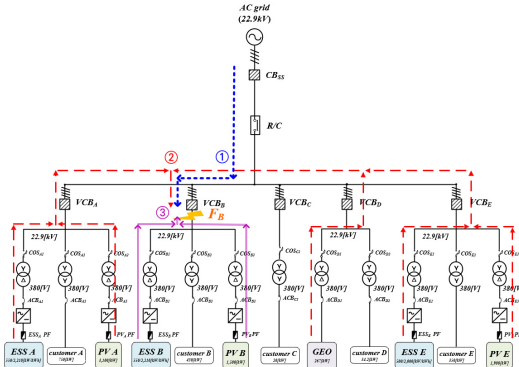 AC grid
(22.9kV)
CBSS
R/C
② ①
VCBA VCBB VCBC VCBD VCBE
③ FB
22.9[kV] 22.9[kV] 22.9[kV] 22.9[kV]
COSA1 COSA2 COSA3 COSB1 COSB2 COSB3 COSC1 COSD1 COSD2 COSE1 COSE2 COSE3
380[V] 380[V] 380[V] 380[V] 380[V] 380[V] 380[V] 380[V] 380[V] 380[V] 380[V]
ACBA1 ACBA2 ACBA3 ACBB1 ACBB2 ACBB3 ACBC1 ACBD1 ACBD2 ACBE1 ACBE2 ACBE3
ESSA PF PVA PF ESSB PF ESSE PF PVE PF
ESS A customer A PV A ESS B customer B PV B customer C GEO customer D ESS E customer E PV E